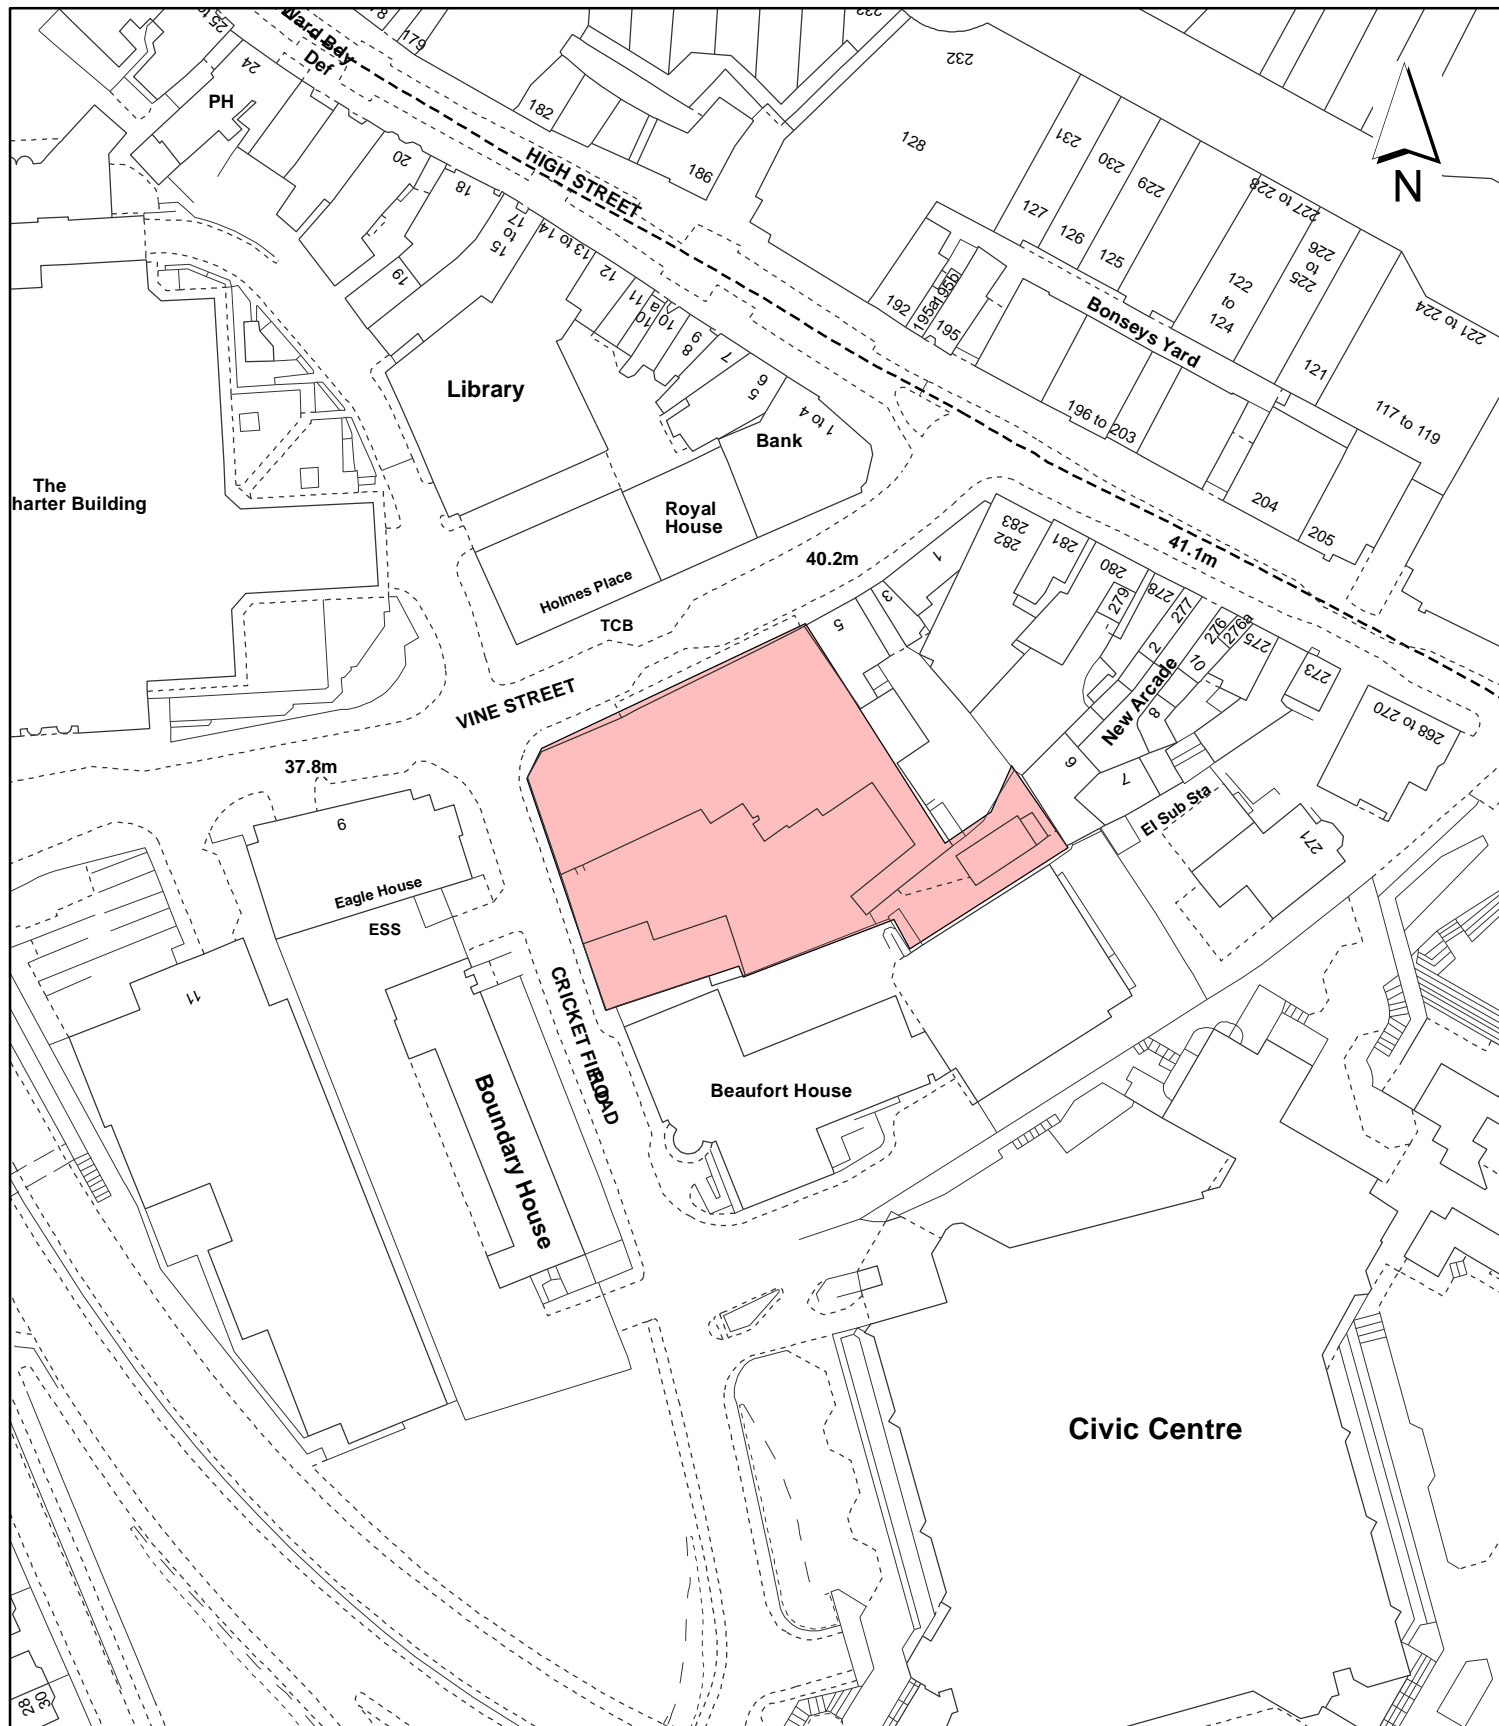 179
Ward Bdy
Def
24
PH
232
182
186
HIGH STREET
128
231
230
229
228 to 227
N
20
18
17
to
15
13 to 14
12
11
10
10a
9
8
7
6
5
1 to 4
19
127
126
125
122
to
124
226
to
225
221 to 224
192
195a
195b
195
Bonseys Yard
121
117 to 119
196 to 203
Library
Bank
Royal
House
204
205
The
harter Building
40.2m
41.1m
Holmes Place
TCB
1
3
5
283
282
281
280
279
278
277
276
276a
275
273
268 to 270
2
10
8
New Arcade
6
7
El Sub Sta
271
VINE STREET
37.8m
6
Eagle House
ESS
11
CRICKET FIELD
ROAD
Boundary House
Beaufort House
Civic Centre
28
30